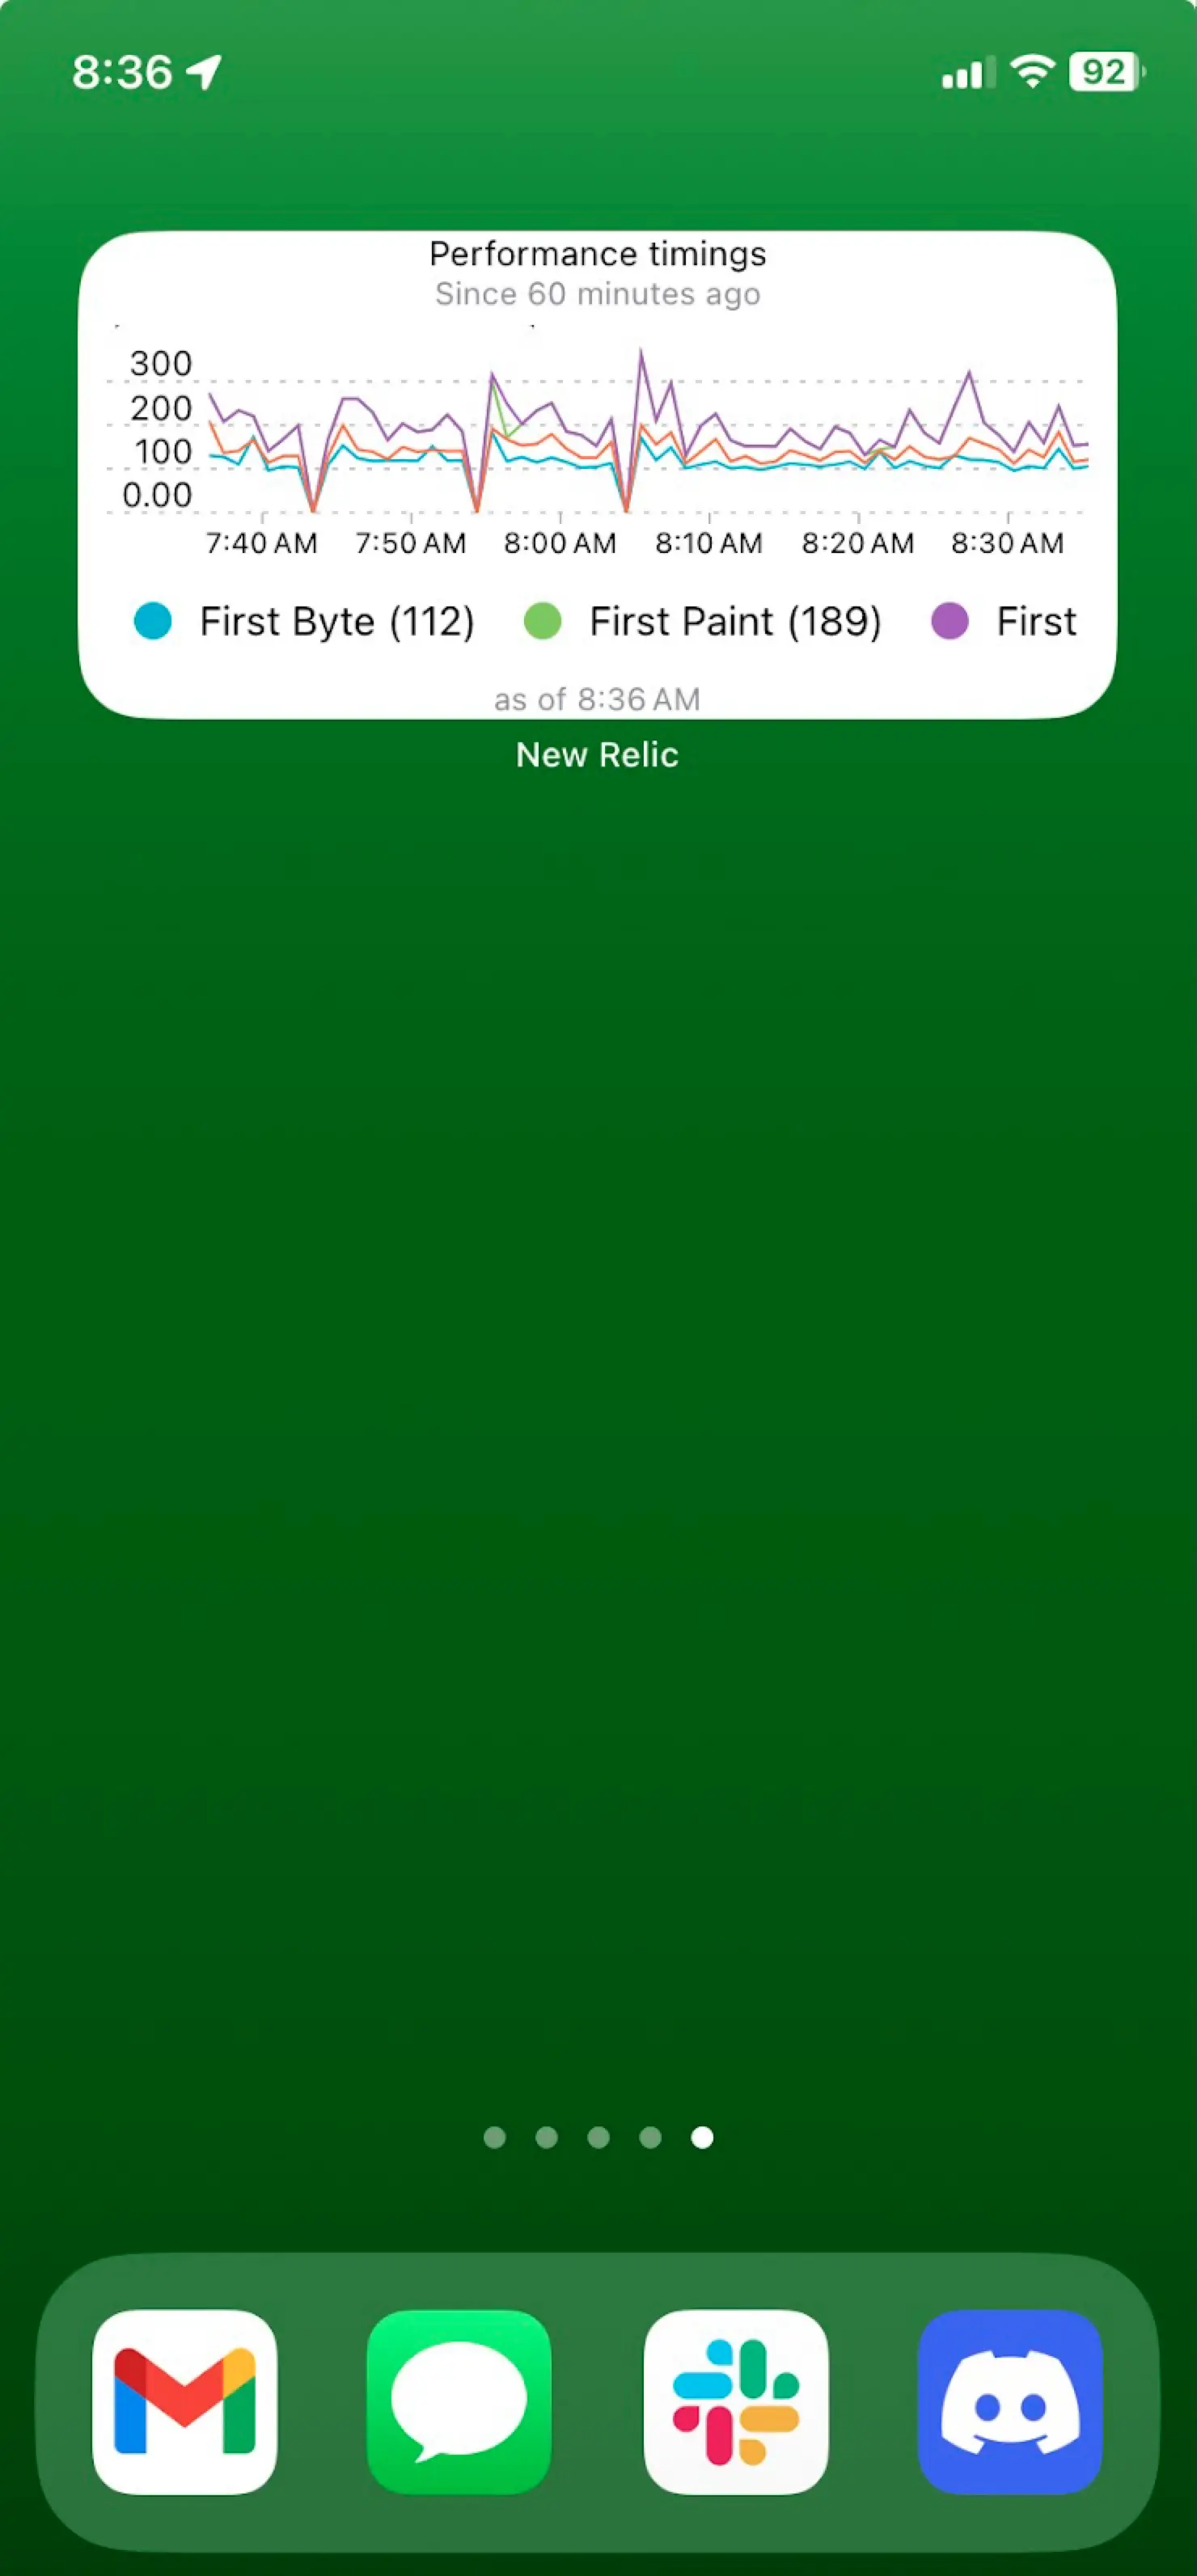 8:36
92
Performance timings
Since 60 minutes ago
300
200
100
0.00
7:40 AM 7:50 AM 8:00 AM 8:10 AM 8:20 AM 8:30 AM
First Byte (112) First Paint (189) First
as of 8:36 AM
New Relic